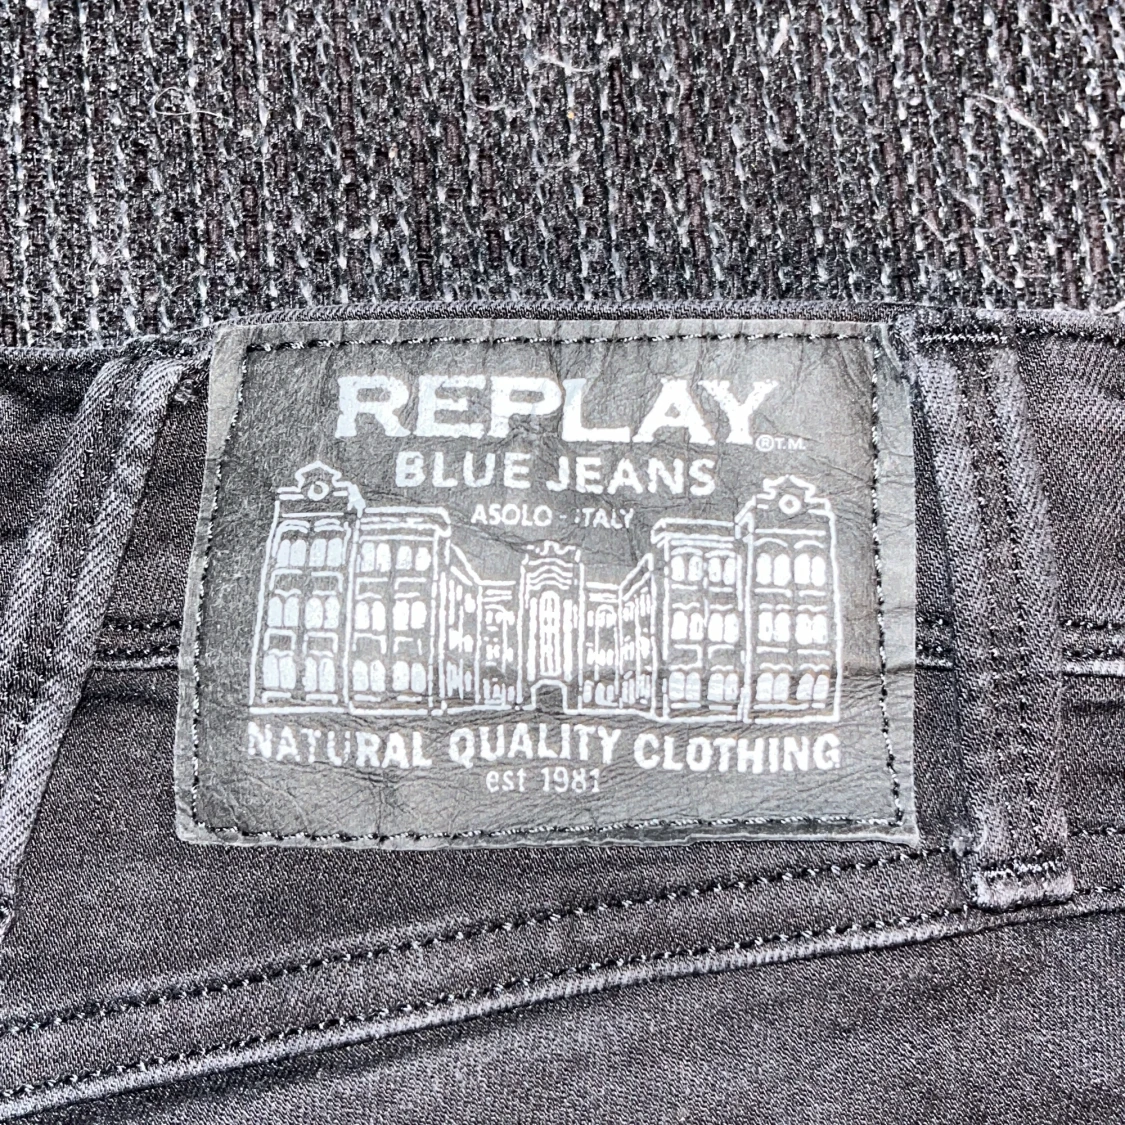 REPLAY
®T.M.
BLUE JEANS
ASOLO - ITALY
NATURAL QUALITY CLOTHING
est 1981